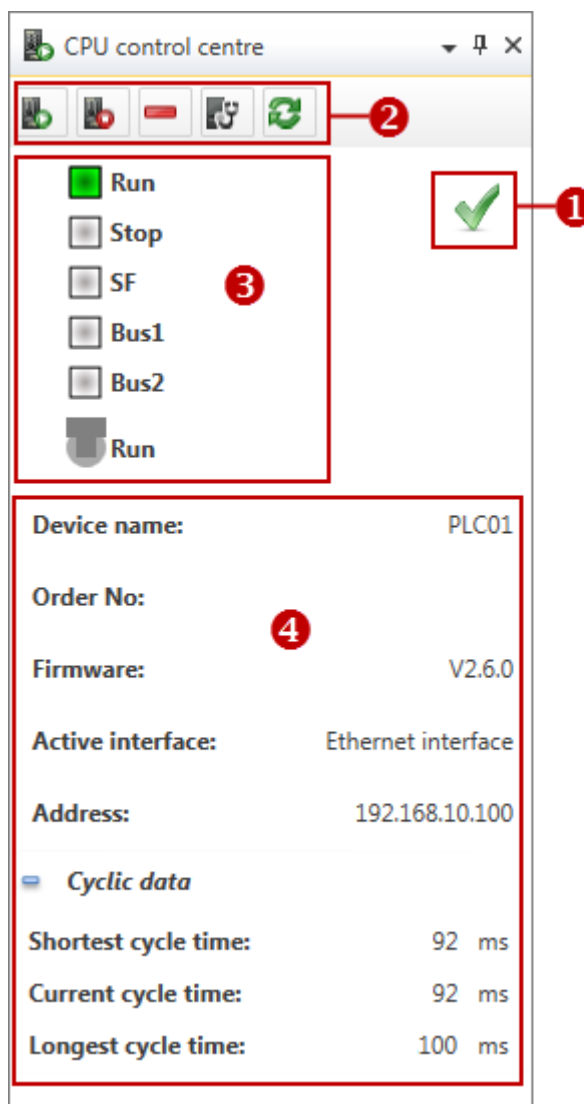 CPU control centre
2
1
Run
Stop
SF
3
Bus1
Bus2
Run
Device name: PLC01
Order No:
4
Firmware: V2.6.0
Active interface: Ethernet interface
Address: 192.168.10.100
Cyclic data
Shortest cycle time: 92 ms
Current cycle time: 92 ms
Longest cycle time: 100 ms